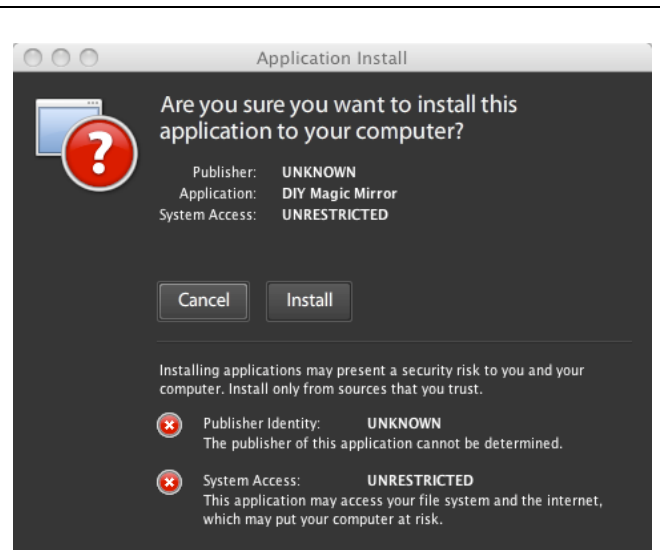 Application Install
Are you sure you want to install this
application to your computer?
Publisher: UNKNOWN
Application: DIY Magic Mirror
System Access: UNRESTRICTED
Cancel Install
Installing applications may present a security risk to you and your
computer. Install only from sources that you trust.
Publisher Identity: UNKNOWN
The publisher of this application cannot be determined.
System Access: UNRESTRICTED
This application may access your file system and the internet,
which may put your computer at risk.